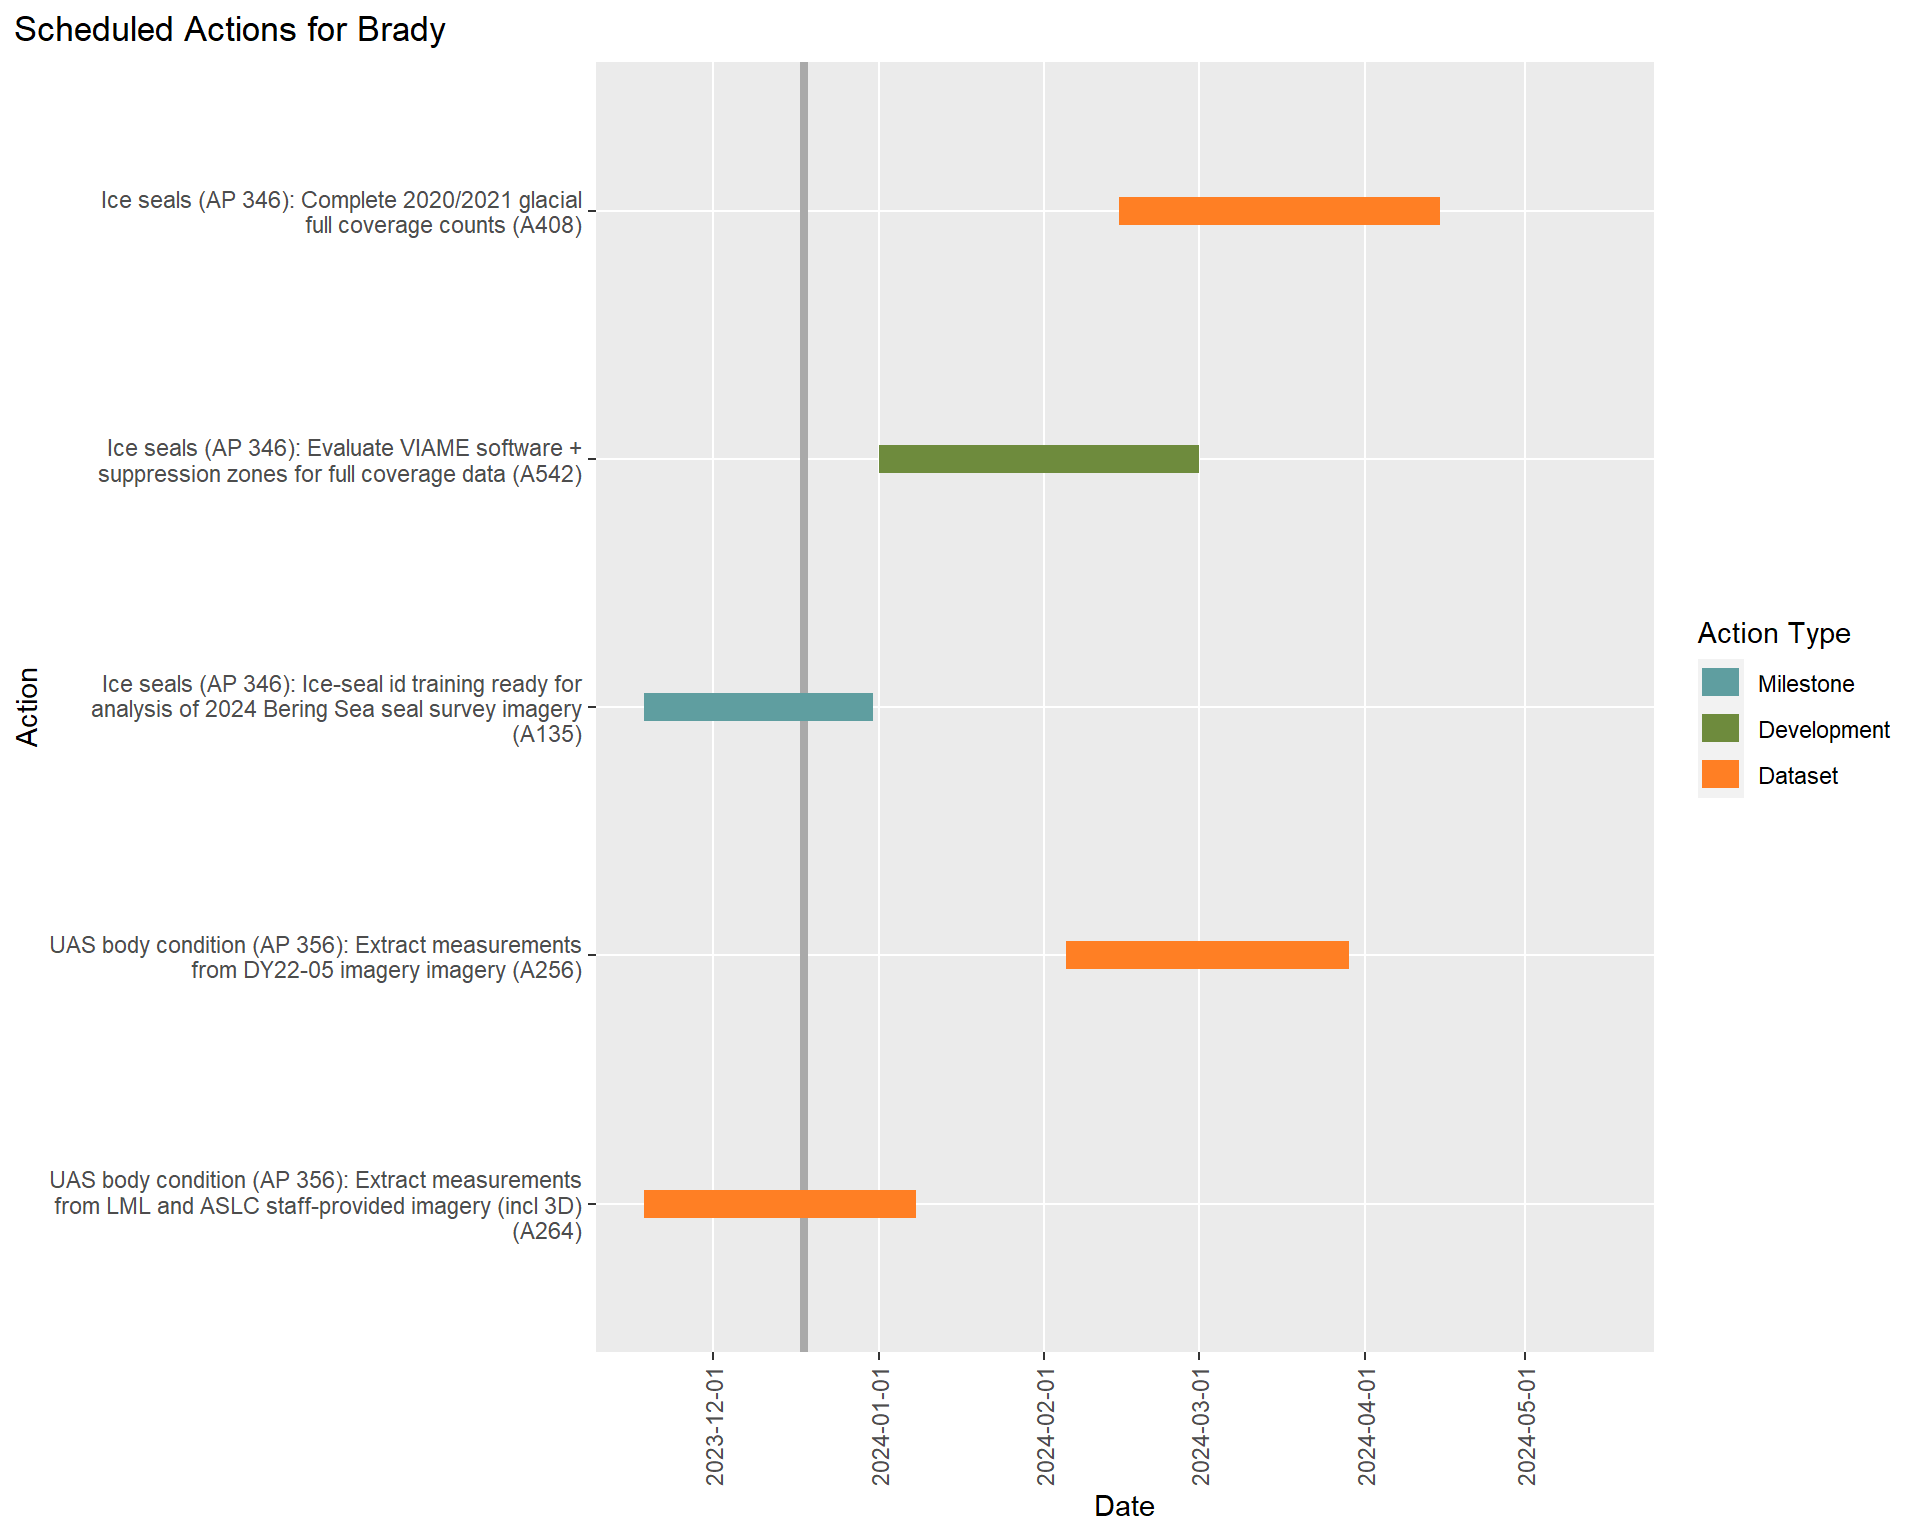 Scheduled Actions for Brady
Ice seals (AP 346): Complete 2020/2021 glacial
full coverage counts (A408)
Ice seals (AP 346): Evaluate VIAME software +
suppression zones for full coverage data (A542)
Ice seals (AP 346): Ice-seal id training ready for
analysis of 2024 Bering Sea seal survey imagery
(A135)
UAS body condition (AP 356): Extract measurements
from DY22-05 imagery imagery (A256)
UAS body condition (AP 356): Extract measurements
from LML and ASLC staff-provided imagery (incl 3D)
(A264)
Action
2023-12-01
2024-01-01
2024-02-01
2024-03-01
2024-04-01
2024-05-01
Date
Action Type
Milestone
Development
Dataset